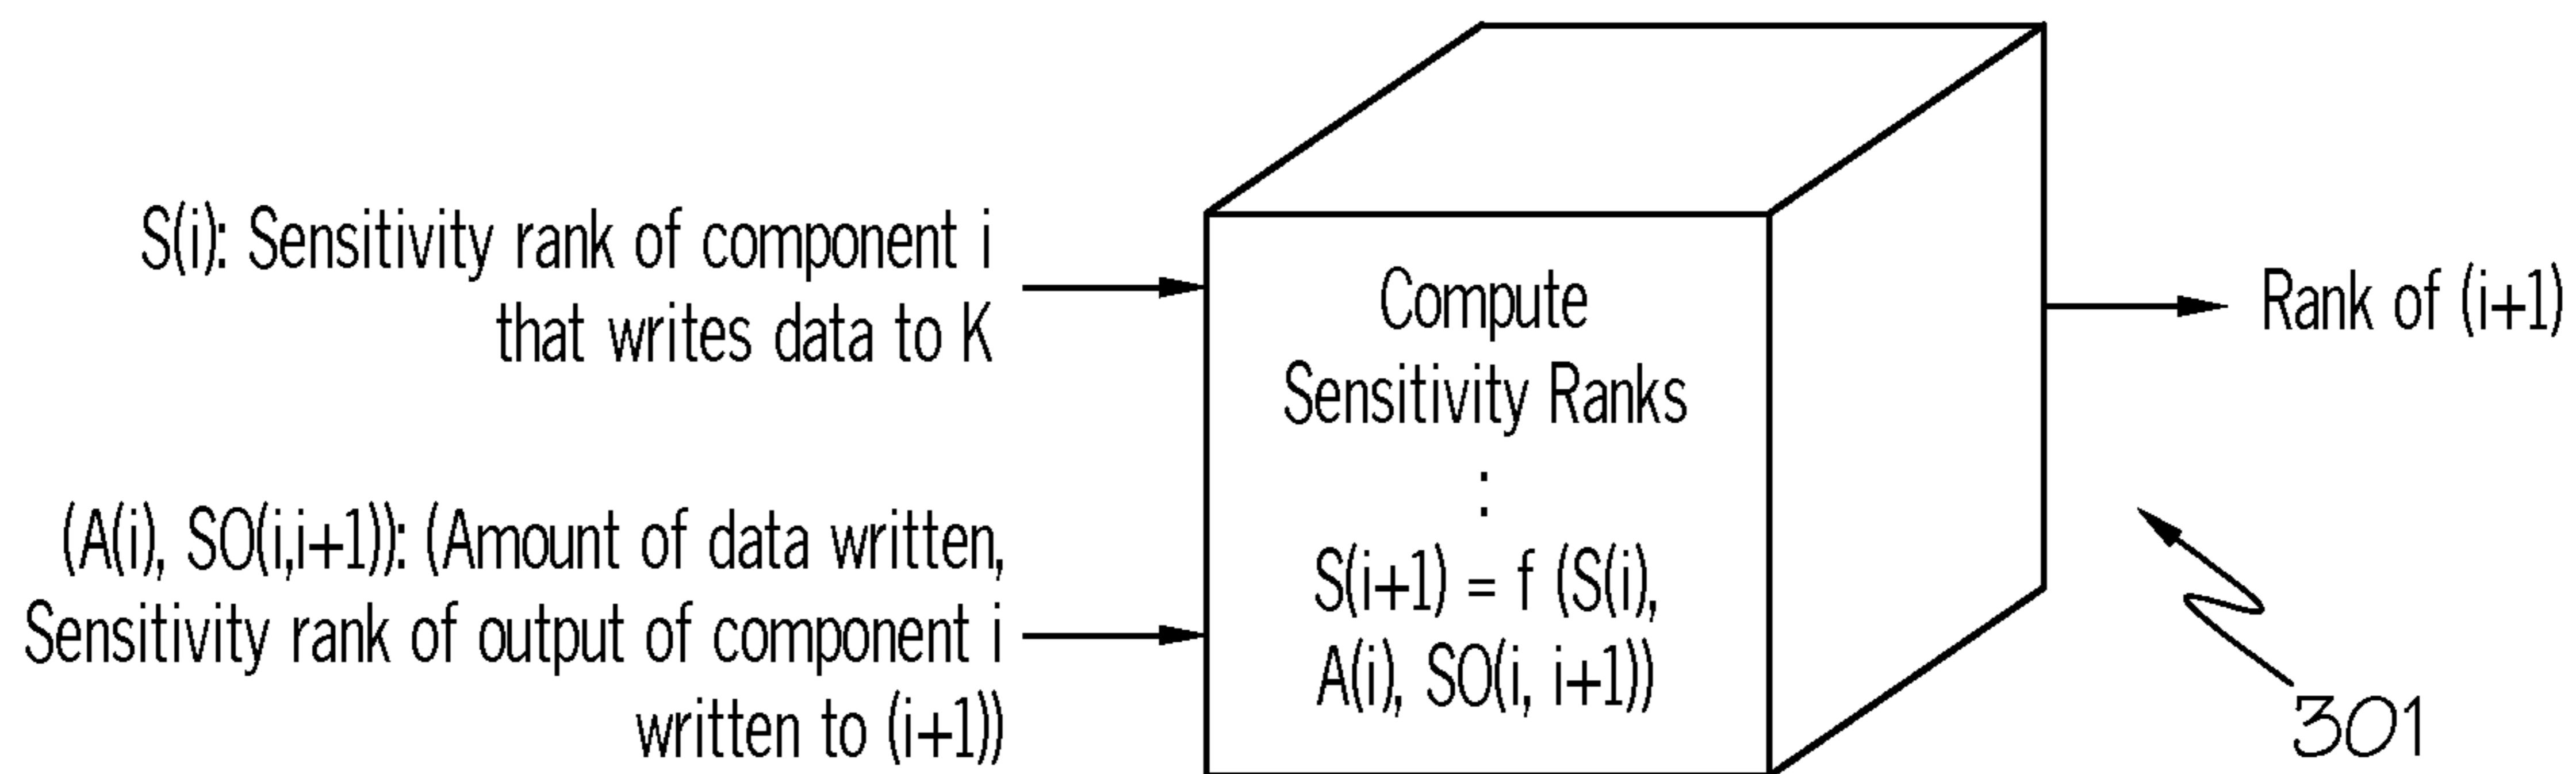 S(i): Sensitivity rank of component i
that writes data to K
(A(i), SO(i,i+1)): (Amount of data written,
Sensitivity rank of output of component i
written to (i+1))
Compute
Sensitivity Ranks
:
S(i+1) = f (S(i),
A(i), SO(i, i+1))
Rank of (i+1)
301